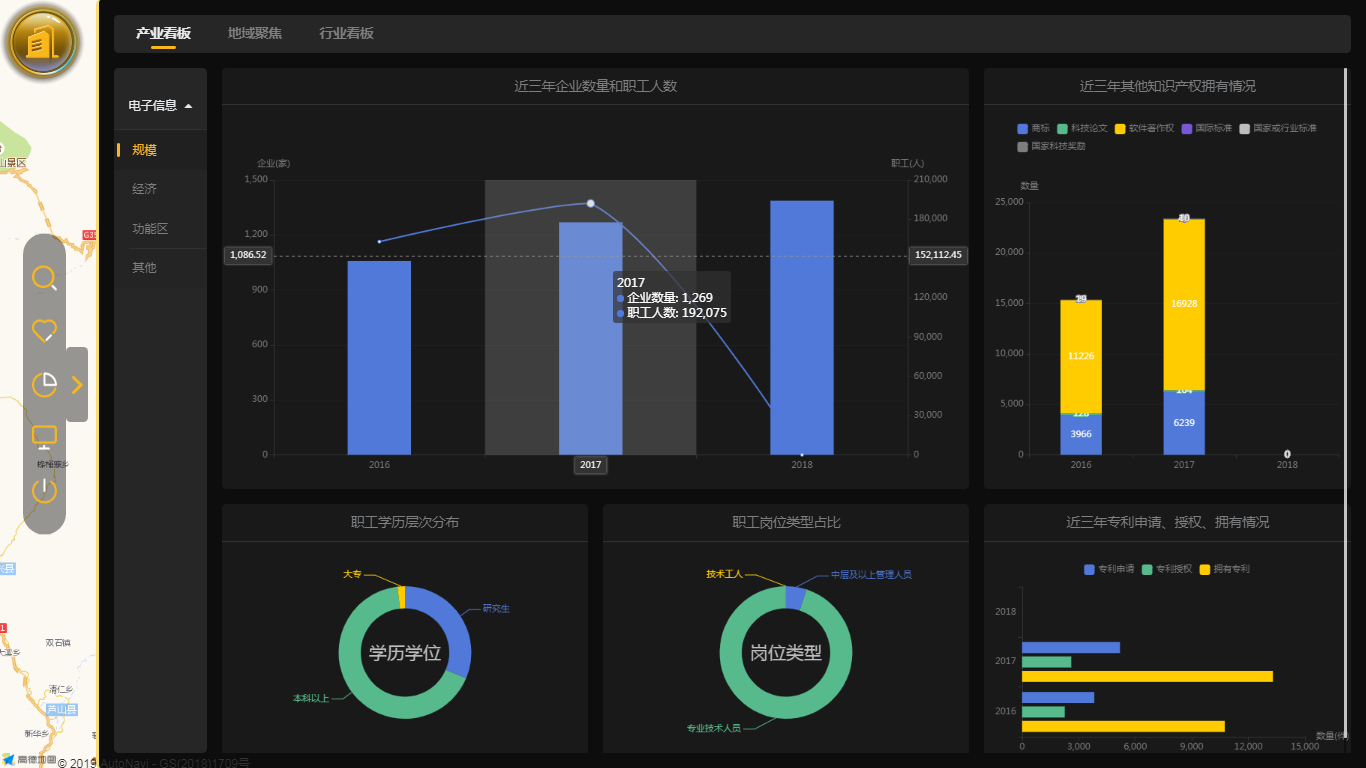 产业看板 地域聚焦 行业看板
电子信息
规模
经济
功能区
其他
近三年企业数量和职工人数
企业(家) 职工(人)
1,500 210,000
180,000
1,200
1,086.52 152,112.45
900 120,000
90,000
600
60,000
300
30,000
0 0
2016 2017 2018
2017
企业数量: 1,269
职工人数: 192,075
近三年其他知识产权拥有情况
商标 科技论文 软件著作权 国际标准 国家或行业标准
国家科技奖励
数量
25,000
20,000
15,000
10,000
5,000
0
16928
11226
6239
3966
0
2016 2017 2018
职工学历层次分布
大专
研究生
学历学位
本科以上
职工岗位类型占比
技术工人
中层及以上管理人员
岗位类型
专业技术人员
近三年专利申请、授权、拥有情况
专利申请 专利授权 拥有专利
2018
2017
2016
0 3,000 6,000 9,000 12,000 15,000
山景区
双石镇
清仁乡
芦山县
新华乡
高德地图
© 2019 AutoNavi - GS(2018)1709号